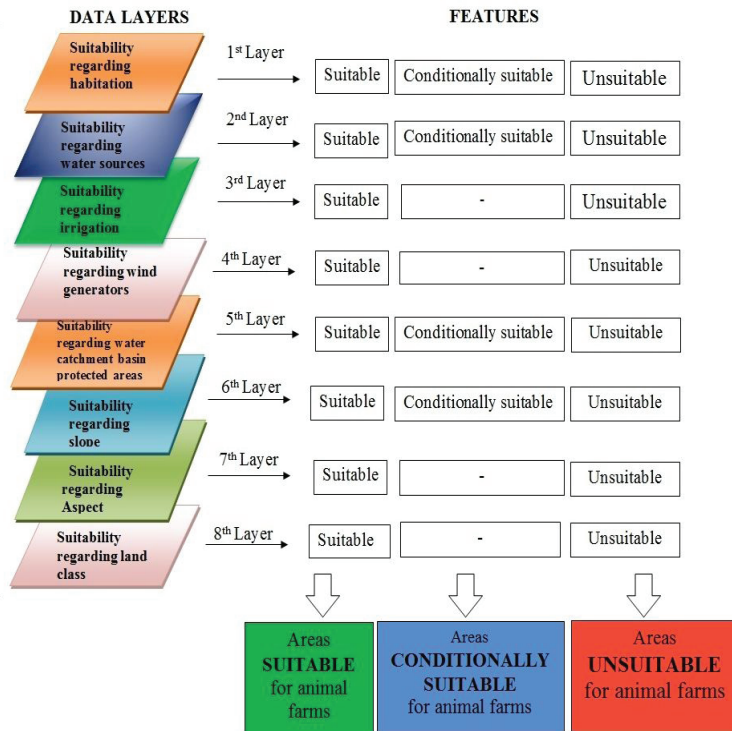 DATA LAYERS
FEATURES
Suitability
regarding
habitation
1st Layer
Suitable
Conditionally suitable
Unsuitable
Suitability
regarding
water sources
2nd Layer
Suitable
Conditionally suitable
Unsuitable
Suitability
regarding
irrigation
3rd Layer
Suitable
-
Unsuitable
Suitability
regarding wind
generators
4th Layer
Suitable
-
Unsuitable
Suitability
regarding water
catchment basin
protected areas
5th Layer
Suitable
Conditionally suitable
Unsuitable
Suitability
regarding
slope
6th Layer
Suitable
Conditionally suitable
Unsuitable
Suitability
regarding
Aspect
7th Layer
Suitable
-
Unsuitable
Suitability
regarding land
class
8th Layer
Suitable
-
Unsuitable
Areas
SUITABLE
for animal
farms
Areas
CONDITIONALLY
SUITABLE
for animal farms
Areas
UNSUITABLE
for animal farms